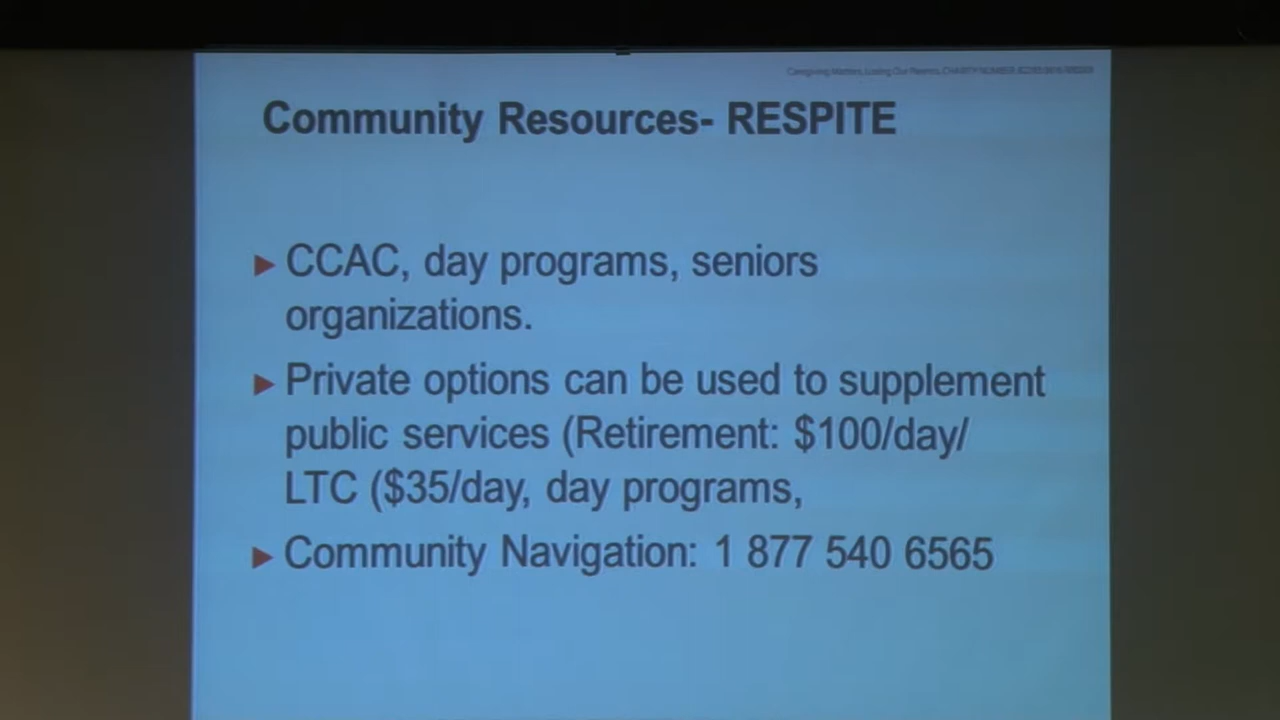 Community Resources- RESPITE
► CCAC, day programs, seniors
organizations.
► Private options can be used to supplement
public services (Retirement: $100/day/
LTC ($35/day, day programs,
► Community Navigation: 1 877 540 6565